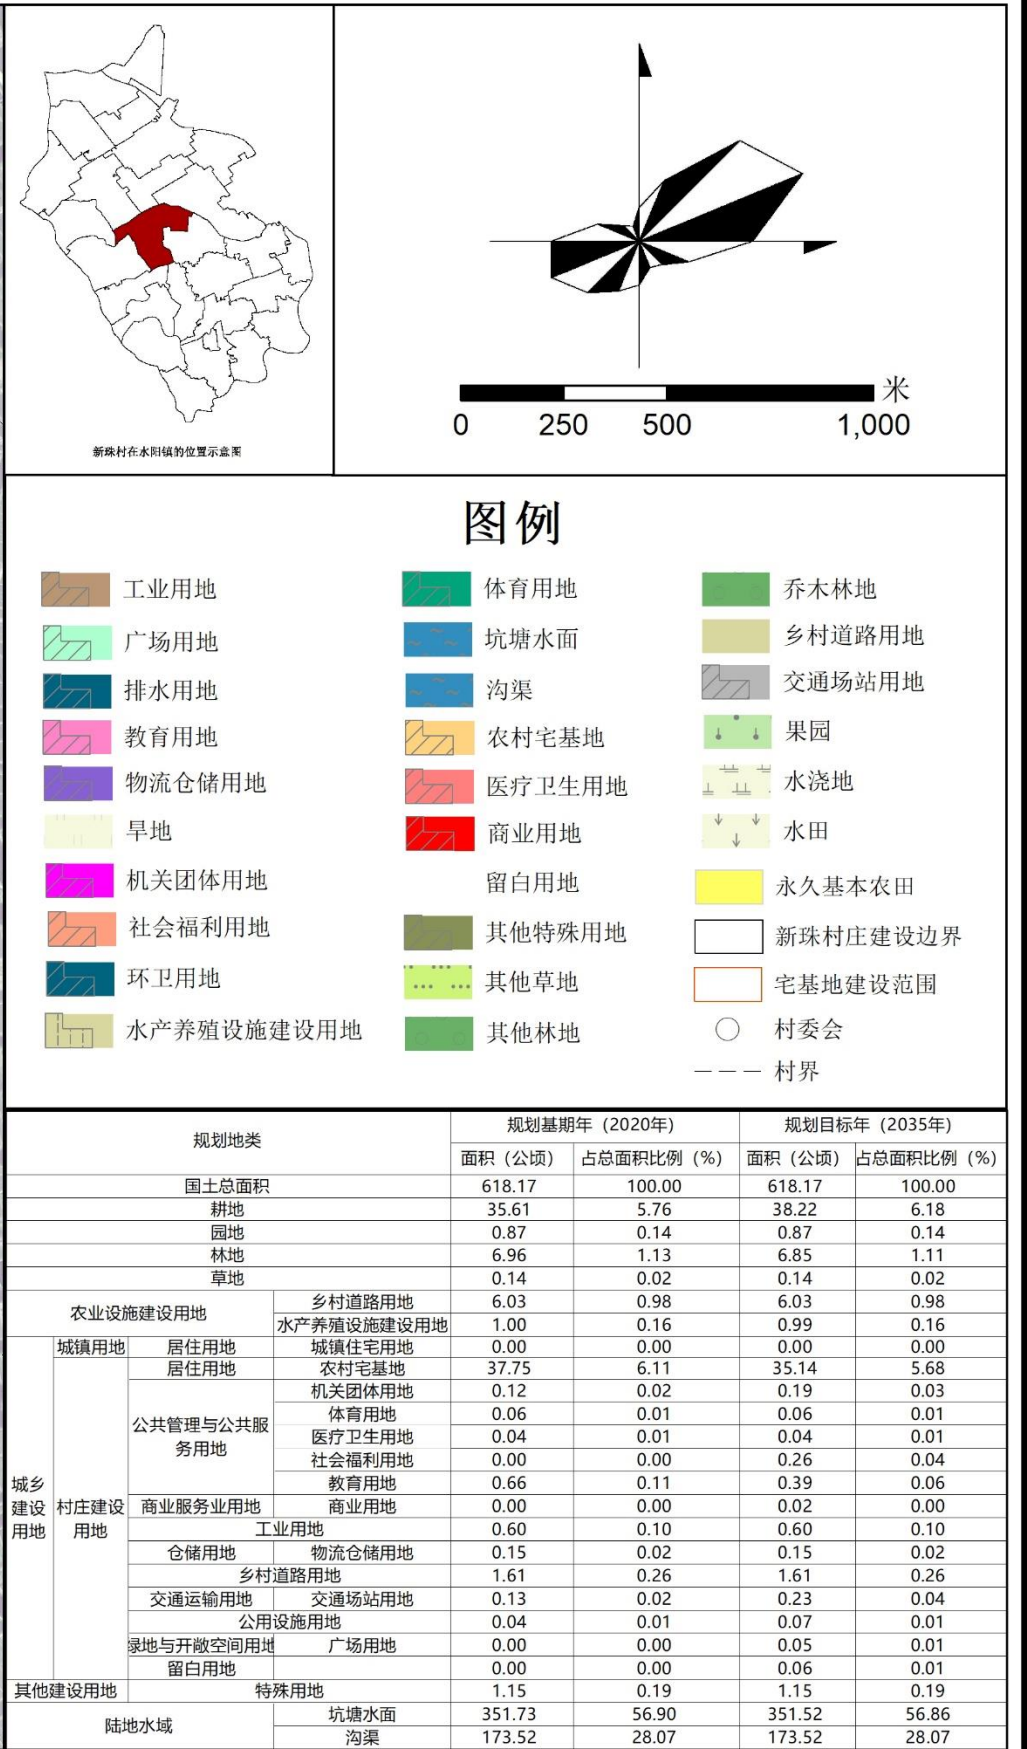 新珠村在水阳镇的位置示意图
米
0 250 500 1,000
图例
工业用地 体育用地 乔木林地
广场用地 坑塘水面 乡村道路用地
排水用地 沟渠 交通场站用地
教育用地 农村宅基地 果园
物流仓储用地 医疗卫生用地 水浇地
旱地 商业用地 水田
机关团体用地 留白用地 永久基本农田
社会福利用地 其他特殊用地 新珠村庄建设边界
环卫用地 其他草地 宅基地建设范围
水产养殖设施建设用地 其他林地 村委会
村界
规划地类 规划基期年（2020年） 规划目标年（2035年）
面积（公顷） 占总面积比例（%） 面积（公顷） 占总面积比例（%）
国土总面积 618.17 100.00 618.17 100.00
耕地 35.61 5.76 38.22 6.18
园地 0.87 0.14 0.87 0.14
林地 6.96 1.13 6.85 1.11
草地 0.14 0.02 0.14 0.02
农业设施建设用地 乡村道路用地 6.03 0.98 6.03 0.98
水产养殖设施建设用地 1.00 0.16 0.99 0.16
城乡建设用地 城镇用地 居住用地 城镇住宅用地 0.00 0.00 0.00 0.00
村庄建设用地 居住用地 农村宅基地 37.75 6.11 35.14 5.68
公共管理与公共服务用地 机关团体用地 0.12 0.02 0.19 0.03
体育用地 0.06 0.01 0.06 0.01
医疗卫生用地 0.04 0.01 0.04 0.01
社会福利用地 0.00 0.00 0.26 0.04
教育用地 0.66 0.11 0.39 0.06
商业服务业用地 商业用地 0.00 0.00 0.02 0.00
工业用地 0.60 0.10 0.60 0.10
仓储用地 物流仓储用地 0.15 0.02 0.15 0.02
乡村道路用地 1.61 0.26 1.61 0.26
交通运输用地 交通场站用地 0.13 0.02 0.23 0.04
公用设施用地 0.04 0.01 0.07 0.01
绿地与开敞空间用地 广场用地 0.00 0.00 0.05 0.01
留白用地 0.00 0.00 0.06 0.01
其他建设用地 特殊用地 1.15 0.19 1.15 0.19
陆地水域 坑塘水面 351.73 56.90 351.52 56.86
沟渠 173.52 28.07 173.52 28.07